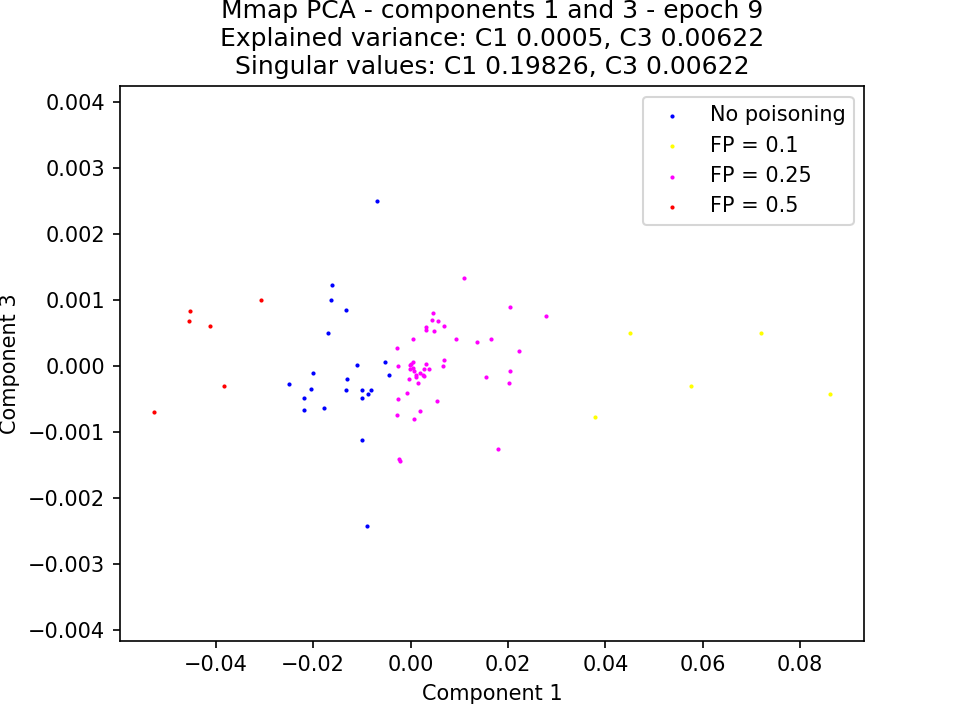 Mmap PCA - components 1 and 3 - epoch 9
Explained variance: C1 0.0005, C3 0.00622
Singular values: C1 0.19826, C3 0.00622
No poisoning
FP = 0.1
FP = 0.25
FP = 0.5
0.004
0.003
0.002
0.001
0.000
−0.001
−0.002
−0.003
−0.004
Component 3
−0.04
−0.02
0.00
0.02
0.04
0.06
0.08
Component 1